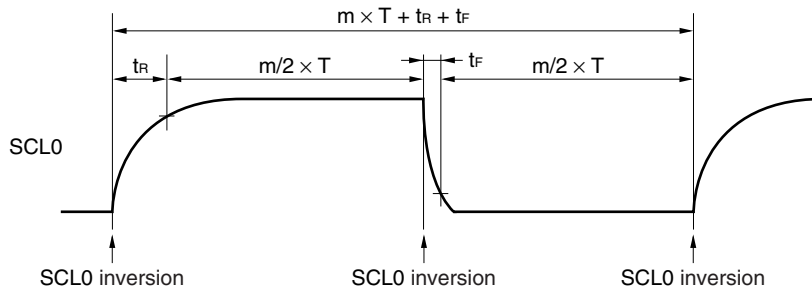 m × T + tR + tF
tR
m/2 × T
tF
m/2 × T
SCL0
SCL0 inversion
SCL0 inversion
SCL0 inversion